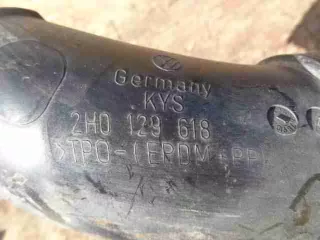 Germany
KYS
2H0 129 618
>TPO-(EPDM+PP)